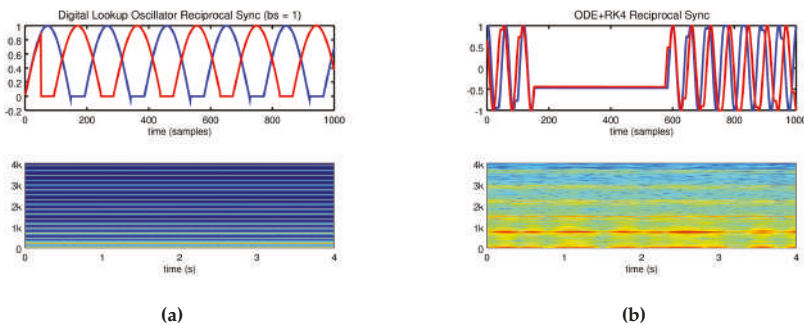 Digital Lookup Oscillator Reciprocal Sync (bs = 1)
1
0.8
0.6
0.4
0.2
0
-0.2
0 200 400 600 800 1000
time (samples)
4k
3k
2k
1k
0
0 1 2 3 4
time (s)
(a)
ODE+RK4 Reciprocal Sync
1
0.5
0
-0.5
-1
0 200 400 600 800 1000
time (samples)
4k
3k
2k
1k
0
0 1 2 3 4
time (s)
(b)